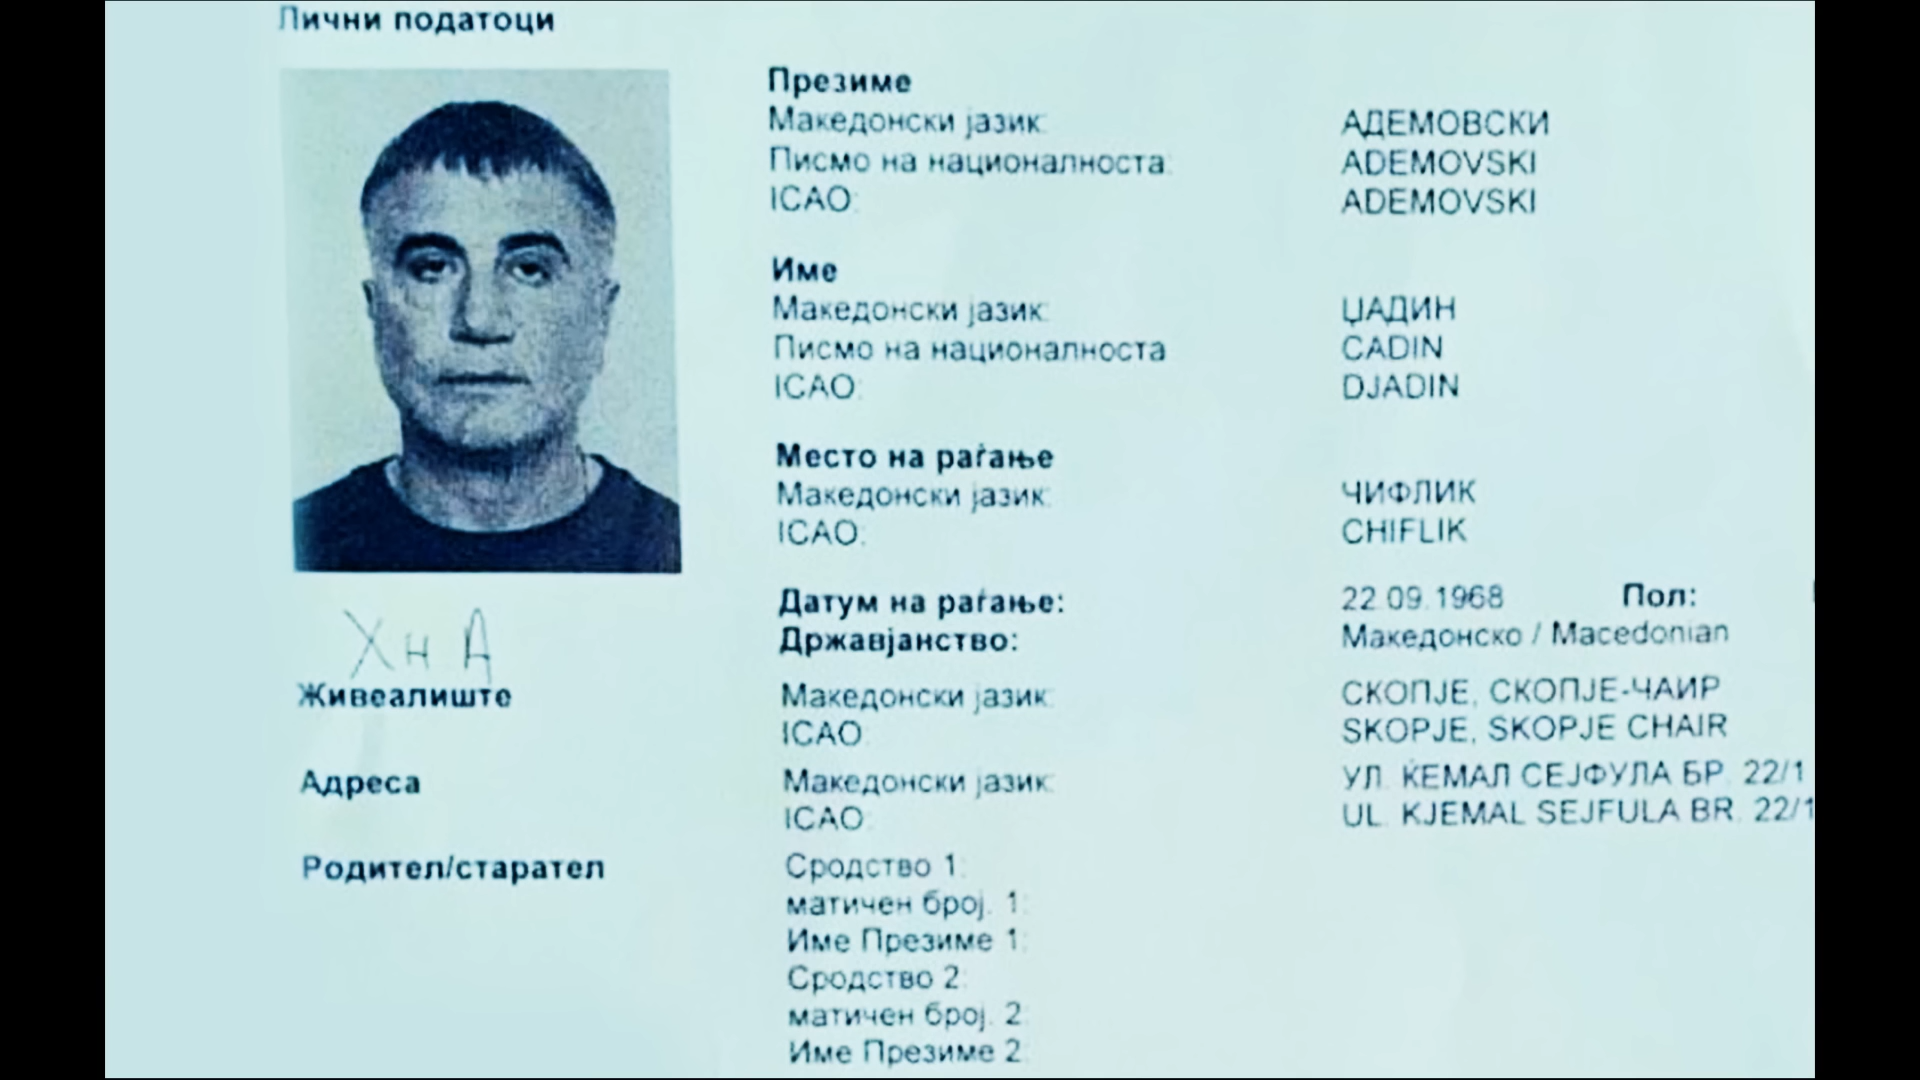 Лични податоци
Презиме
Македонски јазик: АДЕМОВСКИ
Писмо на националноста: ADEMOVSKI
ICAO: ADEMOVSKI
Име
Македонски јазик: ЏАДИН
Писмо на националноста CADIN
ICAO: DJADIN
Место на раѓање
Македонски јазик: ЧИФЛИК
ICAO: CHIFLIK
Датум на раѓање: 22.09.1968 Пол:
Државјанство: Македонско / Macedonian
Хн А
Живеалиште Македонски јазик: СКОПЈЕ, СКОПЈЕ-ЧАИР
ICAO: SKOPJE, SKOPJE CHAIR
Адреса Македонски јазик: УЛ. ЌЕМАЛ СЕЈФУЛА БР. 22/1
ICAO: UL. KJEMAL SEJFULA BR. 22/1
Родител/старател Сродство 1:
матичен број. 1:
Име Презиме 1:
Сродство 2:
матичен број. 2:
Име Презиме 2: